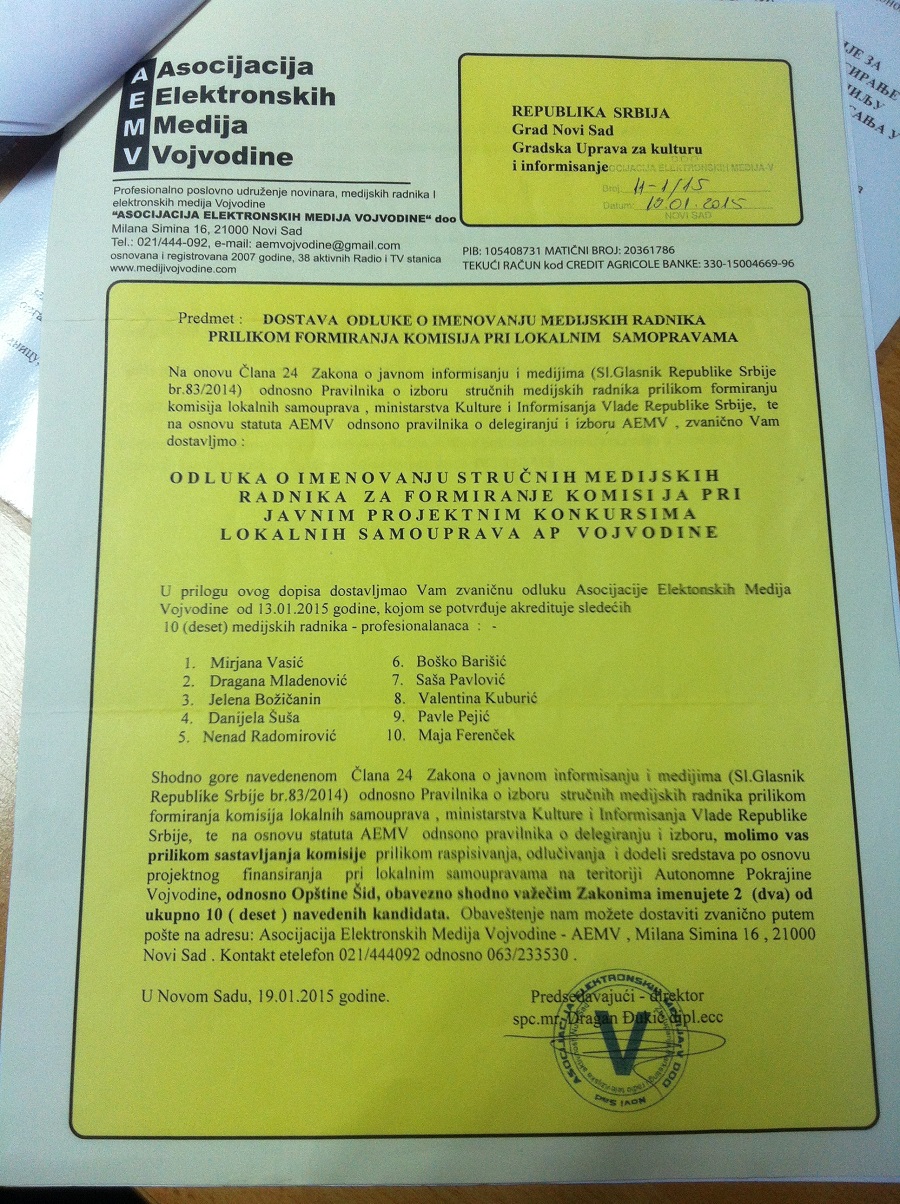 Asocijacija
Elektronskih
Medija
Vojvodine
A
E
M
V
Profesionalno poslovno udruženje novinara, medijskih radnika I
elektronskih medija Vojvodine
“ASOCIJACIJA ELEKTRONSKIH MEDIJA VOJVODINE“ doo
Milana Simina 16, 21000 Novi Sad
Tel.: 021/444-092, e-mail: aemvojvodine@gmail.com
osnovana i registrovana 2007 godine, 38 aktivnih Radio i TV stanica
www.medijivojvodine.com
REPUBLIKA SRBIJA
Grad Novi Sad
Gradska Uprava za kulturu
i informisanje
ASOCIJACIJA ELEKTRONSKIH MEDIJA-V
Broj 4-1/15
Datum: 19.01.2015
NOVI SAD
PIB: 105408731 MATIČNI BROJ: 20361786
TEKUĆI RAČUN kod CREDIT AGRICOLE BANKE: 330-15004669-96
Predmet : DOSTAVA ODLUKE O IMENOVANJU MEDIJSKIH RADNIKA
PRILIKOM FORMIRANJA KOMISIJA PRI LOKALNIM SAMOPRAVAMA
Na onovu Člana 24 Zakona o javnom informisanju i medijima (Sl.Glasnik Republike Srbije
br.83/2014) odnosno Pravilnika o izboru stručnih medijskih radnika prilikom formiranju
komisija lokalnih samouprava , ministarstva Kulture i Informisanja Vlade Republike Srbije, te
na osnovu statuta AEMV odnsono pravilnika o delegiranju i izboru AEMV , zvanično Vam
dostavljmo :
ODLUKA O IMENOVANJU STRUČNIH MEDIJSKIH
RADNIKA ZA FORMIRANJE KOMISIJA PRI
JAVNIM PROJEKTNIM KONKURSIMA
LOKALNIH SAMOUPRAVA AP VOJVODINE
U prilogu ovog dopisa dostavljmao Vam zvaničnu odluku Asocijacije Elektonskih Medija
Vojvodine od 13.01.2015 godine, kojom se potvrđuje akredituje sledećih
10 (deset) medijskih radnika - profesionalanaca : -
1. Mirjana Vasić
2. Dragana Mladenović
3. Jelena Božičanin
4. Danijela Šuša
5. Nenad Radomirović
6. Boško Barišić
7. Saša Pavlović
8. Valentina Kuburić
9. Pavle Pejić
10. Maja Ferenček
Shodno gore navedenenom Člana 24 Zakona o javnom informisanju i medijima (Sl.Glasnik
Republike Srbije br.83/2014) odnosno Pravilnika o izboru stručnih medijskih radnika prilikom
formiranja komisija lokalnih samouprava , ministarstva Kulture i Informisanja Vlade Republike
Srbije, te na osnovu statuta AEMV odnsono pravilnika o delegiranju i izboru, molimo vas
prilikom sastavljanja komisije prilikom raspisivanja, odlučivanja i dodeli sredstava po osnovu
projektnog finansiranja pri lokalnim samoupravama na teritoriji Autonomne Pokrajine
Vojvodine, odnosno Opštine Šid, obavezno shodno važečim Zakonima imenujete 2 (dva) od
ukupno 10 ( deset ) navedenih kandidata. Obaveštenje nam možete dostaviti zvanično putem
pošte na adresu: Asocijacija Elektronskih Medija Vojvodine - AEMV , Milana Simina 16 , 21000
Novi Sad . Kontakt etelefon 021/444092 odnosno 063/233530 .
U Novom Sadu, 19.01.2015 godine.
Predsedavajući - direktor
spc.mr. Dragan Đukić dipl.ecc
ASOCIJACIJA ELEKTRONSKIH MEDIJA V DOO
V
Novi Sad